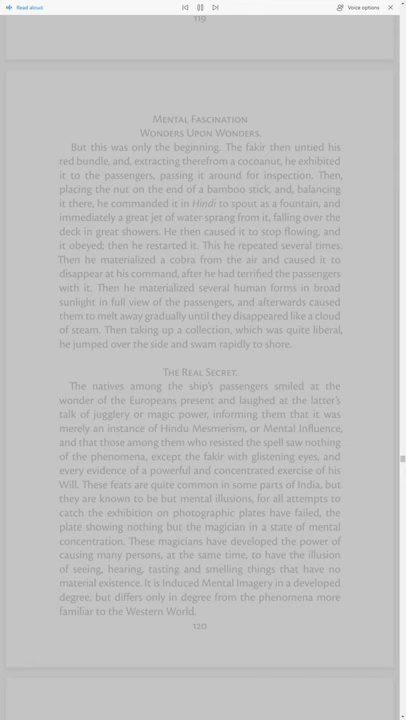 Read aloud
Voice options
119
MENTAL FASCINATION
WONDERS UPON WONDERS.
But this was only the beginning. The fakir then untied his
red bundle, and, extracting therefrom a cocoanut, he exhibited
it to the passengers, passing it around for inspection. Then,
placing the nut on the end of a bamboo stick, and, balancing
it there, he commanded it in Hindi to spout as a fountain, and
immediately a great jet of water sprang from it, falling over the
deck in great showers. He then caused it to stop flowing, and
it obeyed; then he restarted it. This he repeated several times.
Then he materialized a cobra from the air and caused it to
disappear at his command, after he had terrified the passengers
with it. Then he materialized several human forms in broad
sunlight in full view of the passengers, and afterwards caused
them to melt away gradually until they disappeared like a cloud
of steam. Then taking up a collection, which was quite liberal,
he jumped over the side and swam rapidly to shore.
THE REAL SECRET.
The natives among the ship's passengers smiled at the
wonder of the Europeans present and laughed at the latter's
talk of jugglery or magic power, informing them that it was
merely an instance of Hindu Mesmerism, or Mental Influence,
and that those among them who resisted the spell saw nothing
of the phenomena, except the fakir with glistening eyes, and
every evidence of a powerful and concentrated exercise of his
Will. These feats are quite common in some parts of India, but
they are known to be but mental illusions, for all attempts to
catch the exhibition on photographic plates have failed, the
plate showing nothing but the magician in a state of mental
concentration. These magicians have developed the power of
causing many persons, at the same time, to have the illusion
of seeing, hearing, tasting and smelling things that have no
material existence. It is Induced Mental Imagery in a developed
degree, but differs only in degree from the phenomena more
familiar to the Western World.
120